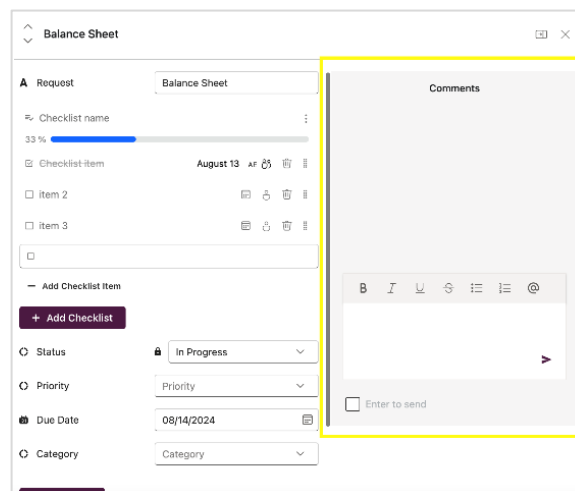 Balance Sheet
A Request
Balance Sheet
Checklist name
33 %
Checklist item
August 13
AF
item 2
item 3
Add Checklist Item
+ Add Checklist
Status
In Progress
Priority
Priority
Due Date
08/14/2024
Category
Category
Comments
B I U S @
Enter to send